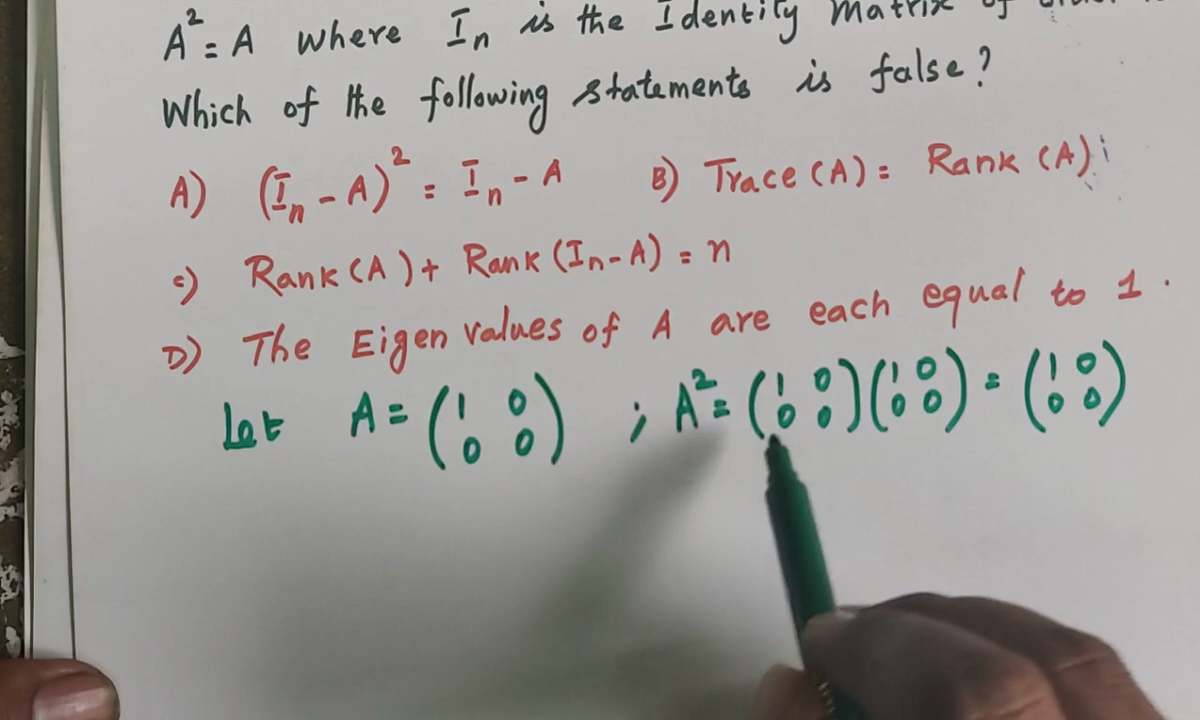 A² = A where Iₙ is the Identity Matrix of
Which of the following statements is false?
A) (Iₙ - A)² = Iₙ - A B) Trace (A) = Rank (A)
c) Rank (A) + Rank (Iₙ - A) = n
D) The Eigen values of A are each equal to 1.
Let A = (1 0 ; A² = (1 0 (1 0 = (1 0
0 0) 0 0) 0 0) 0 0)